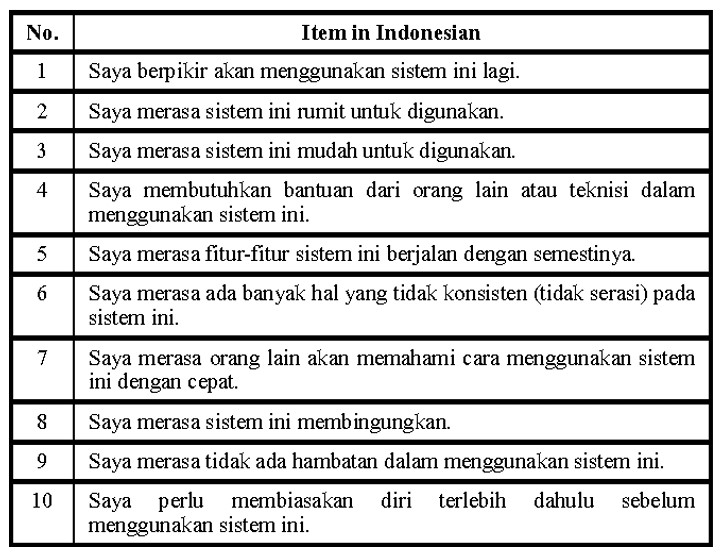 No. Item in Indonesian
1 Saya berpikir akan menggunakan sistem ini lagi.
2 Saya merasa sistem ini rumit untuk digunakan.
3 Saya merasa sistem ini mudah untuk digunakan.
4 Saya membutuhkan bantuan dari orang lain atau teknisi dalam
menggunakan sistem ini.
5 Saya merasa fitur-fitur sistem ini berjalan dengan semestinya.
6 Saya merasa ada banyak hal yang tidak konsisten (tidak serasi) pada
sistem ini.
7 Saya merasa orang lain akan memahami cara menggunakan sistem
ini dengan cepat.
8 Saya merasa sistem ini membingungkan.
9 Saya merasa tidak ada hambatan dalam menggunakan sistem ini.
10 Saya perlu membiasakan diri terlebih dahulu sebelum
menggunakan sistem ini.